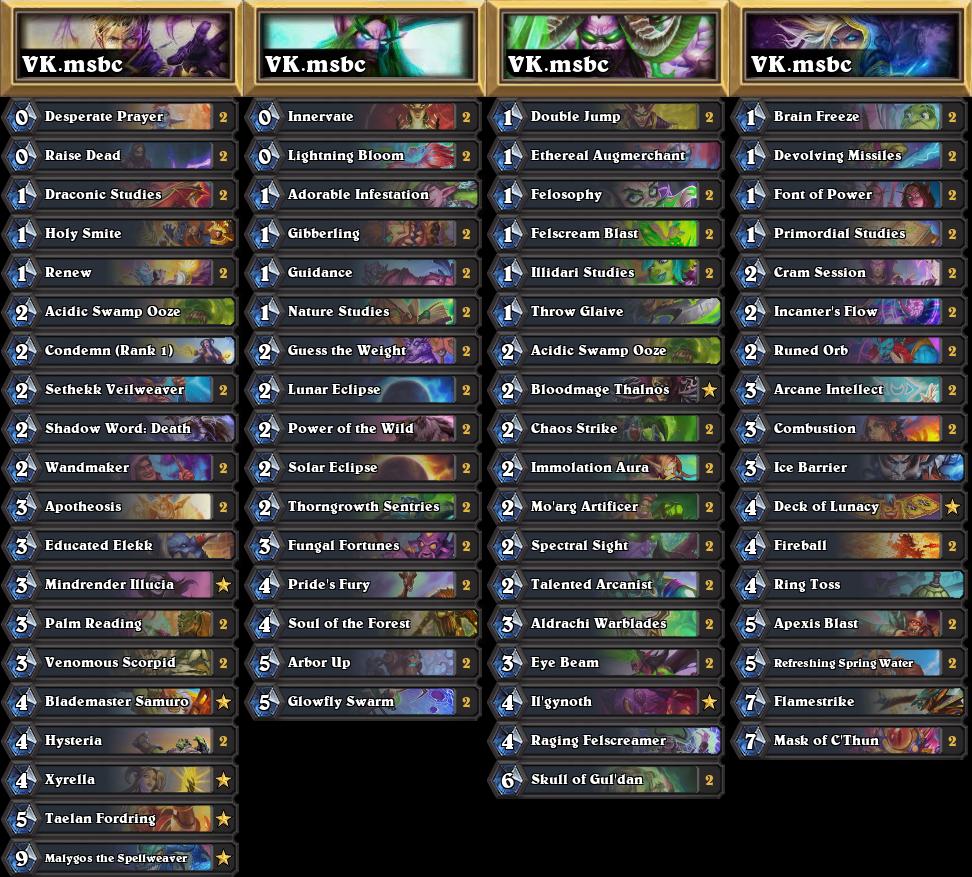 VK.msbc
0 Desperate Prayer 2
0 Raise Dead 2
1 Draconic Studies 2
1 Holy Smite
1 Renew 2
2 Acidic Swamp Ooze
2 Condemn (Rank 1)
2 Sethekk Veilweaver 2
2 Shadow Word: Death
2 Wandmaker 2
3 Apotheosis 2
3 Educated Elekk
3 Mindrender Illucia
3 Palm Reading 2
3 Venomous Scorpid 2
4 Blademaster Samuro
4 Hysteria 2
4 Xyrella
5 Taelan Fordring
9 Malygos the Spellweaver
VK.msbc
0 Innervate 2
0 Lightning Bloom 2
1 Adorable Infestation
1 Gibberling 2
1 Guidance 2
1 Nature Studies 2
2 Guess the Weight 2
2 Lunar Eclipse 2
2 Power of the Wild 2
2 Solar Eclipse 2
2 Thorngrowth Sentries 2
3 Fungal Fortunes 2
4 Pride's Fury 2
4 Soul of the Forest
5 Arbor Up 2
5 Glowfly Swarm 2
VK.msbc
1 Double Jump 2
1 Ethereal Augmerchant
1 Felosophy 2
1 Felscream Blast 2
1 Illidari Studies 2
1 Throw Glaive
2 Acidic Swamp Ooze
2 Bloodmage Thalnos
2 Chaos Strike 2
2 Immolation Aura 2
2 Mo'arg Artificer 2
2 Spectral Sight 2
2 Talented Arcanist 2
3 Aldrachi Warblades 2
3 Eye Beam 2
4 Il'gynoth
4 Raging Felscreamer
6 Skull of Gul'dan 2
VK.msbc
1 Brain Freeze 2
1 Devolving Missiles 2
1 Font of Power 2
1 Primordial Studies 2
2 Cram Session 2
2 Incanter's Flow 2
2 Runed Orb 2
3 Arcane Intellect 2
3 Combustion 2
3 Ice Barrier
4 Deck of Lunacy
4 Fireball 2
4 Ring Toss
5 Apexis Blast 2
5 Refreshing Spring Water 2
7 Flamestrike
7 Mask of C'Thun 2